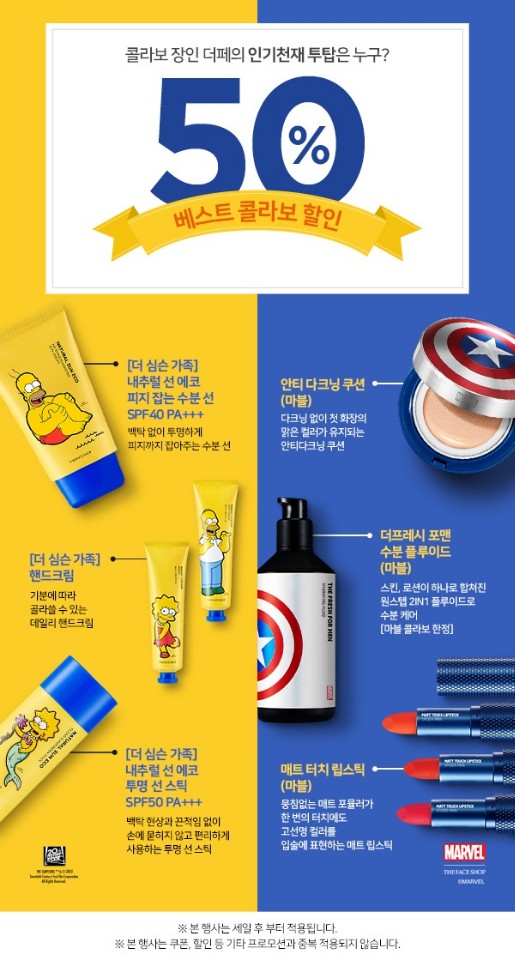 콜라보 장인 더페의 인기천재 투탑은 누구?
50%
베스트 콜라보 할인
[더 심슨 가족]
내추럴 선 에코
피지 잡는 수분 선
SPF40 PA+++
백탁 없이 투명하게
피지까지 잡아주는 수분 선
안티 다크닝 쿠션
(마블)
다크닝 없이 첫 화장의
맑은 컬러가 유지되는
안티다크닝 쿠션
NATURAL SUN ECO
[더 심슨 가족]
핸드크림
기분에 따라
골라쓸 수 있는
데일리 핸드크림
더프레시 포맨
수분 플루이드
(마블)
스킨, 로션이 하나로 합쳐진
원스텝 2IN1 플루이드로
수분 케어
[마블 콜라보 한정]
THE FRESH FOR MEN
MARVEL
[더 심슨 가족]
내추럴 선 에코
투명 선 스틱
SPF50 PA+++
백탁 현상과 끈적임 없이
손에 묻히지 않고 편리하게
사용하는 투명 선 스틱
NATURAL SUN ECO
매트 터치 립스틱
(마블)
뭉침없는 매트 포뮬러가
한 번의 터치에도
고선명 컬러를
입술에 표현하는 매트 립스틱
MATT TOUCH LIPSTICK
MATT TOUCH LIPSTICK
MATT TOUCH LIPSTICK
MARVEL
THE FACE SHOP
©MARVEL
※ 본 행사는 세일 후 부터 적용됩니다.
※ 본 행사는 쿠폰, 할인 등 기타 프로모션과 중복 적용되지 않습니다.